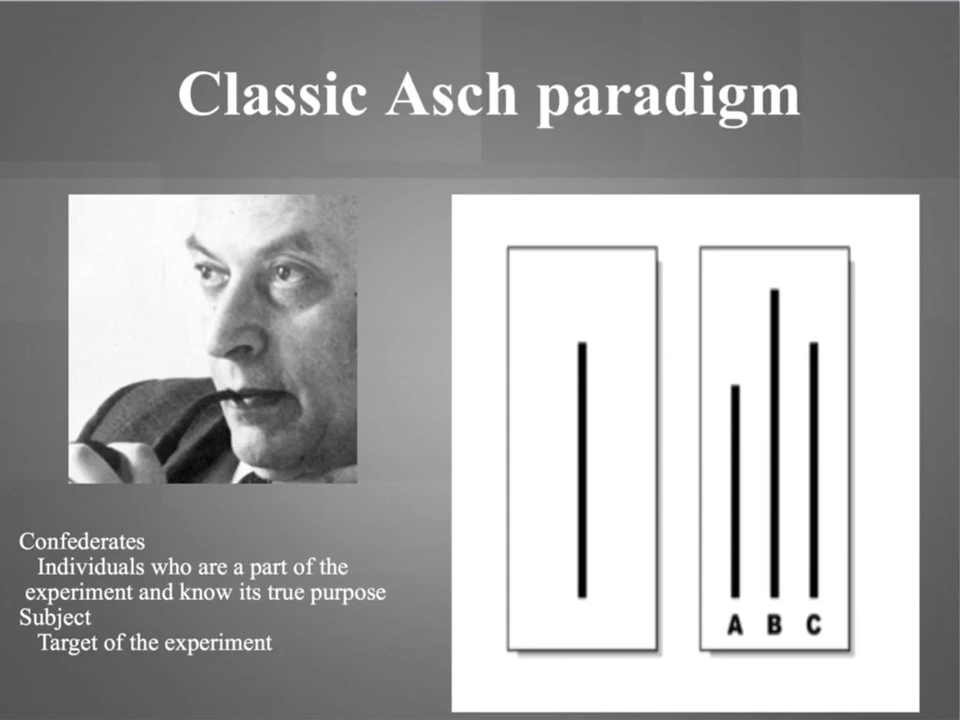 Classic Asch paradigm
Confederates
Individuals who are a part of the
experiment and know its true purpose
Subject
Target of the experiment
A B C